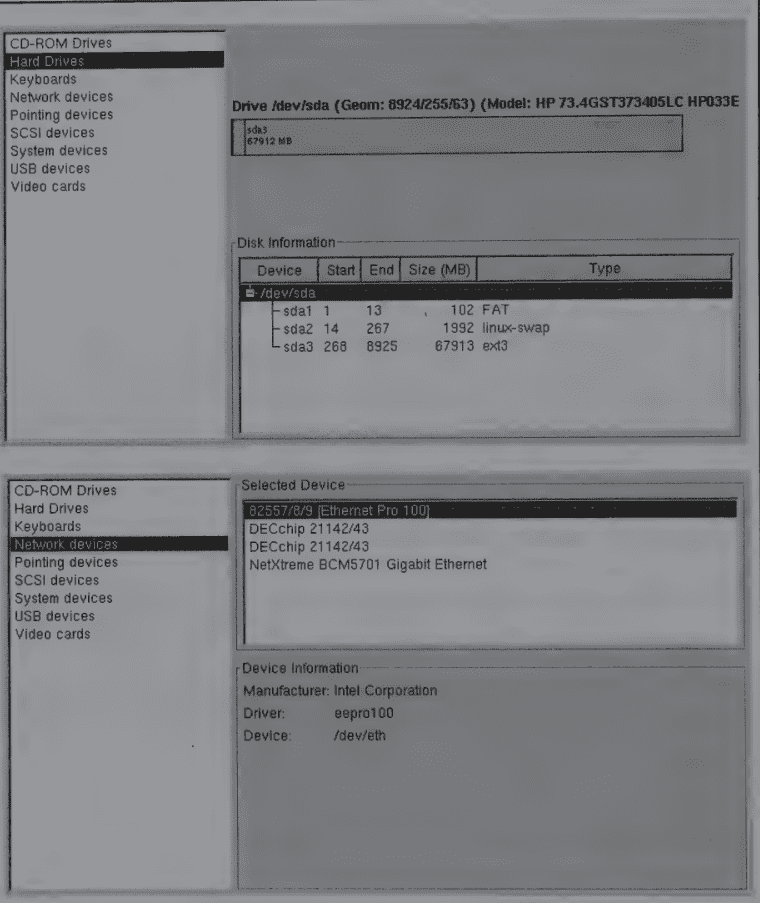 CD-ROM Drives
Hard Drives
Keyboards
Network devices
Pointing devices
SCSI devices
System devices
USB devices
Video cards
Drive /dev/sda (Geom: 8924/255/63) (Model: HP 73.4GST373405LC HP033E
sda3
67912 MB
Disk Information
Device Start End Size (MB) Type
/dev/sda
sda1 1 13 102 FAT
sda2 14 267 1992 linux-swap
sda3 268 8925 67913 ext3
CD-ROM Drives
Hard Drives
Keyboards
Network devices
Pointing devices
SCSI devices
System devices
USB devices
Video cards
Selected Device
82557/8/9 [Ethernet Pro 100]
DECchip 21142/43
DECchip 21142/43
NetXtreme BCM5701 Gigabit Ethernet
Device Information
Manufacturer: Intel Corporation
Driver: eepro100
Device: /dev/eth